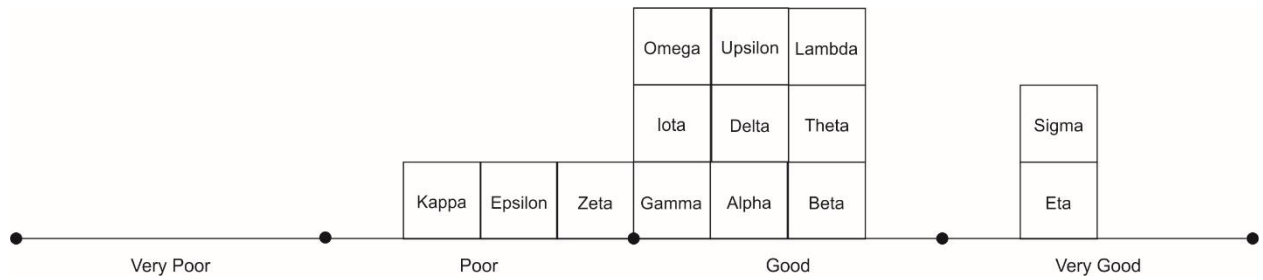 Omega Upsilon Lambda
Iota Delta Theta Sigma
Kappa Epsilon Zeta Gamma Alpha Beta Eta
Very Poor Poor Good Very Good